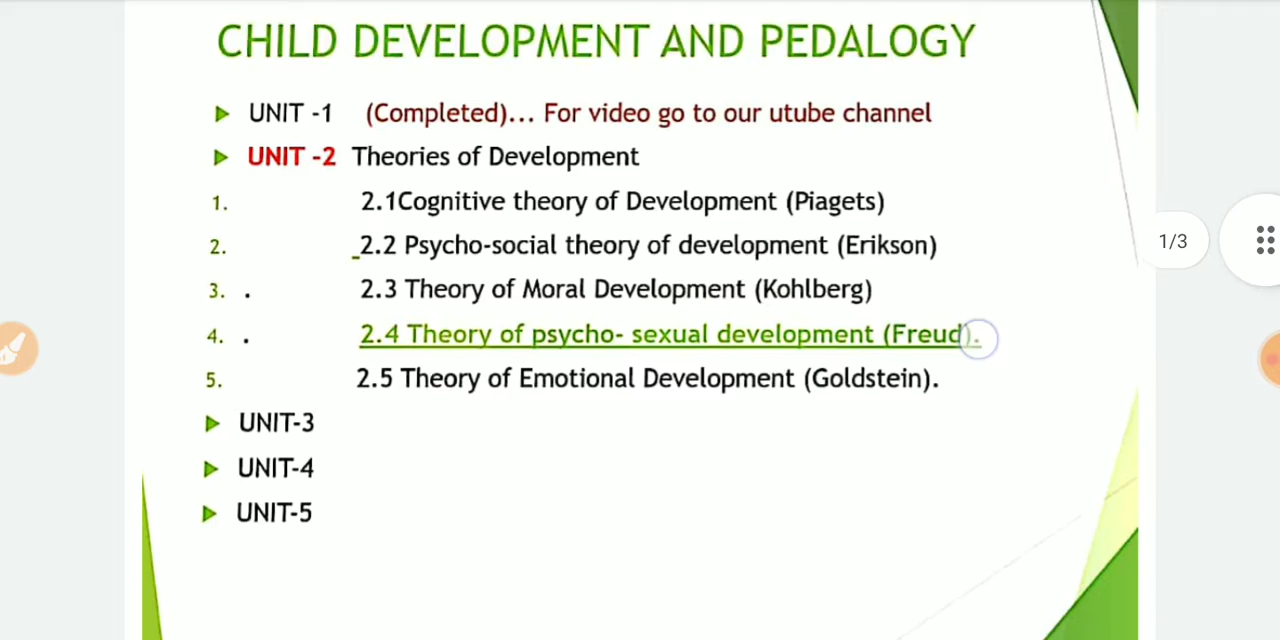 CHILD DEVELOPMENT AND PEDALOGY
UNIT -1 (Completed)... For video go to our utube channel
UNIT -2 Theories of Development
1. 2.1Cognitive theory of Development (Piagets)
2. _2.2 Psycho-social theory of development (Erikson)
3. . 2.3 Theory of Moral Development (Kohlberg)
4. . 2.4 Theory of psycho- sexual development (Freud).
5. 2.5 Theory of Emotional Development (Goldstein).
UNIT-3
UNIT-4
UNIT-5
1/3